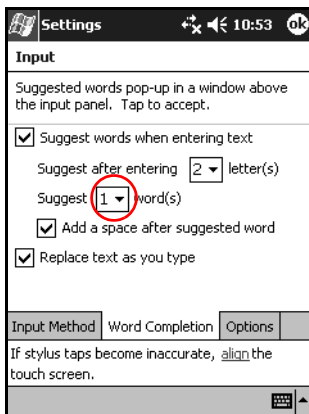 Settings 10:53 ok
Input
Suggested words pop-up in a window above
the input panel. Tap to accept.
Suggest words when entering text
Suggest after entering 2 letter(s)
Suggest 1 word(s)
Add a space after suggested word
Replace text as you type
Input Method Word Completion Options
If stylus taps become inaccurate, align the
touch screen.